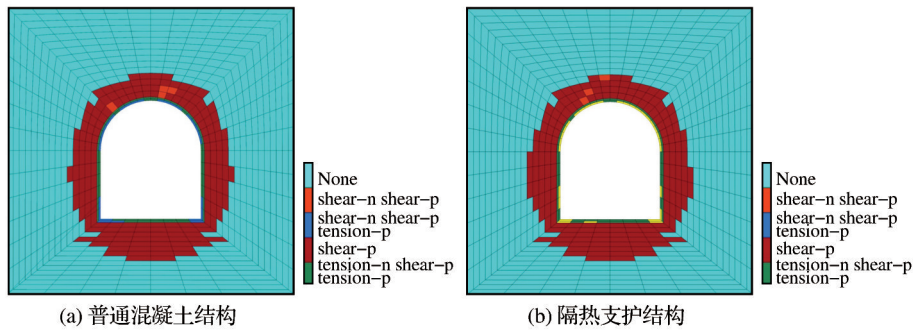 None
shear-n shear-p
shear-n shear-p
tension-p
shear-p
tension-n shear-p
tension-p
(a) 普通混凝土结构
None
shear-n shear-p
shear-n shear-p
tension-p
shear-p
tension-n shear-p
tension-p
(b) 隔热支护结构